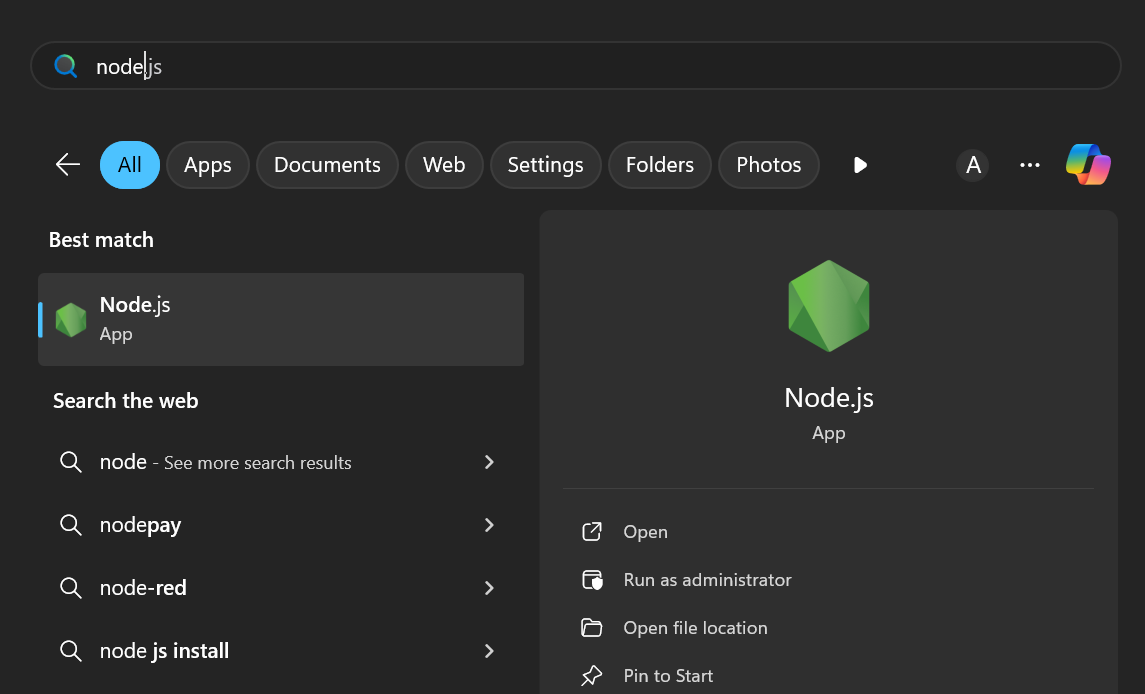 node.js
All Apps Documents Web Settings Folders Photos A
Best match
Node.js
App
Search the web
node - See more search results
nodepay
node-red
node js install
Node.js
App
Open
Run as administrator
Open file location
Pin to Start